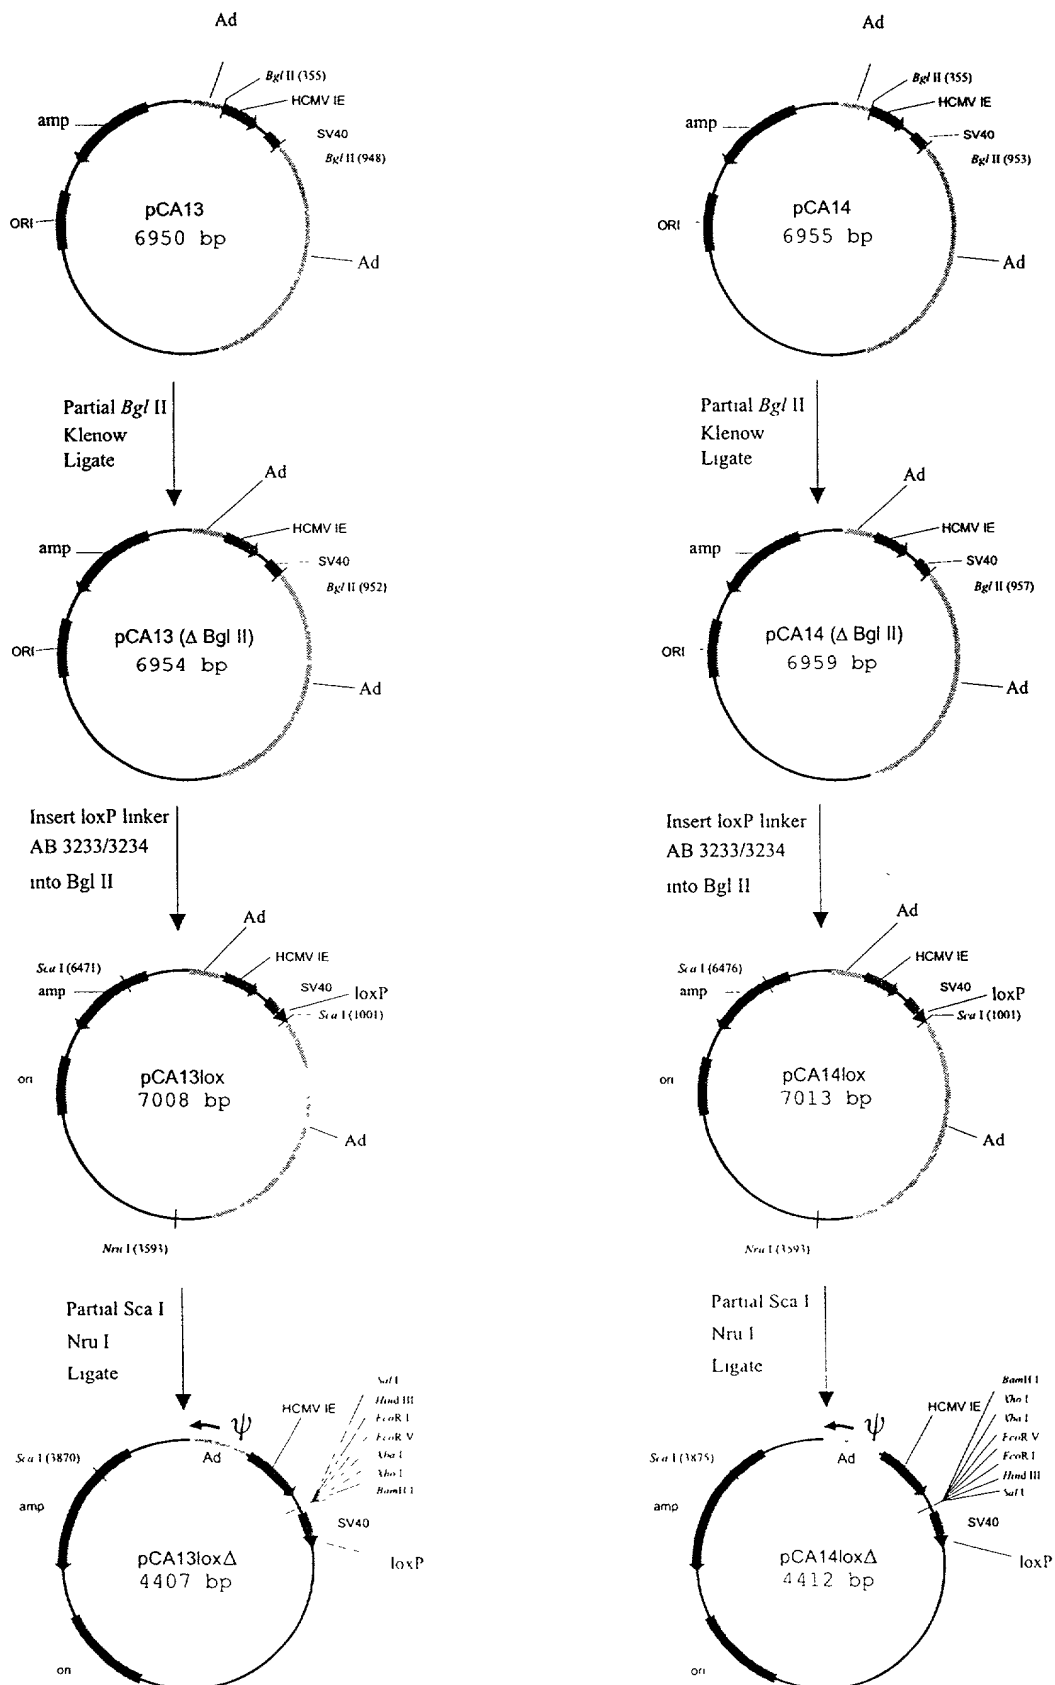 Ad
Bgl II (355)
HCMV IE
amp
SV40
Bgl II (948)
pCA13
6950 bp
ORI
Ad
Partial Bgl II
Klenow
Ligate
Ad
HCMV IE
amp
SV40
Bgl II (952)
pCA13 (Δ Bgl II)
6954 bp
ORI
Ad
Insert loxP linker
AB 3233/3234
into Bgl II
Ad
Sca I (6471)
HCMV IE
amp
SV40
loxP
Sca I (1001)
ori
pCA13lox
7008 bp
Ad
Nru I (3593)
Partial Sca I
Nru I
Ligate
Sal I
Hind III
EcoR I
EcoR V
Xba I
Xho I
BamH I
ψ
HCMV IE
Sca I (3870)
Ad
amp
SV40
loxP
pCA13loxΔ
4407 bp
ori
Ad
Bgl II (355)
HCMV IE
amp
SV40
Bgl II (953)
pCA14
6955 bp
ORI
Ad
Partial Bgl II
Klenow
Ligate
Ad
HCMV IE
amp
SV40
Bgl II (957)
pCA14 (Δ Bgl II)
6959 bp
ORI
Ad
Insert loxP linker
AB 3233/3234
into Bgl II
Ad
Sca I (6476)
HCMV IE
amp
SV40
loxP
Sca I (1001)
ori
pCA14lox
7013 bp
Ad
Nru I (3593)
Partial Sca I
Nru I
Ligate
BamH I
Xho I
Xba I
EcoR V
EcoR I
Hind III
Sal I
ψ
HCMV IE
Sca I (3875)
Ad
amp
SV40
loxP
pCA14loxΔ
4412 bp
ori